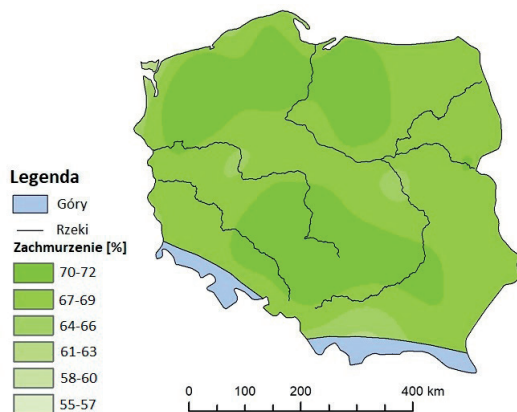 Legenda
Góry
Rzeki
Zachmurzenie [%]
70-72
67-69
64-66
61-63
58-60
55-57
0 100 200 400 km